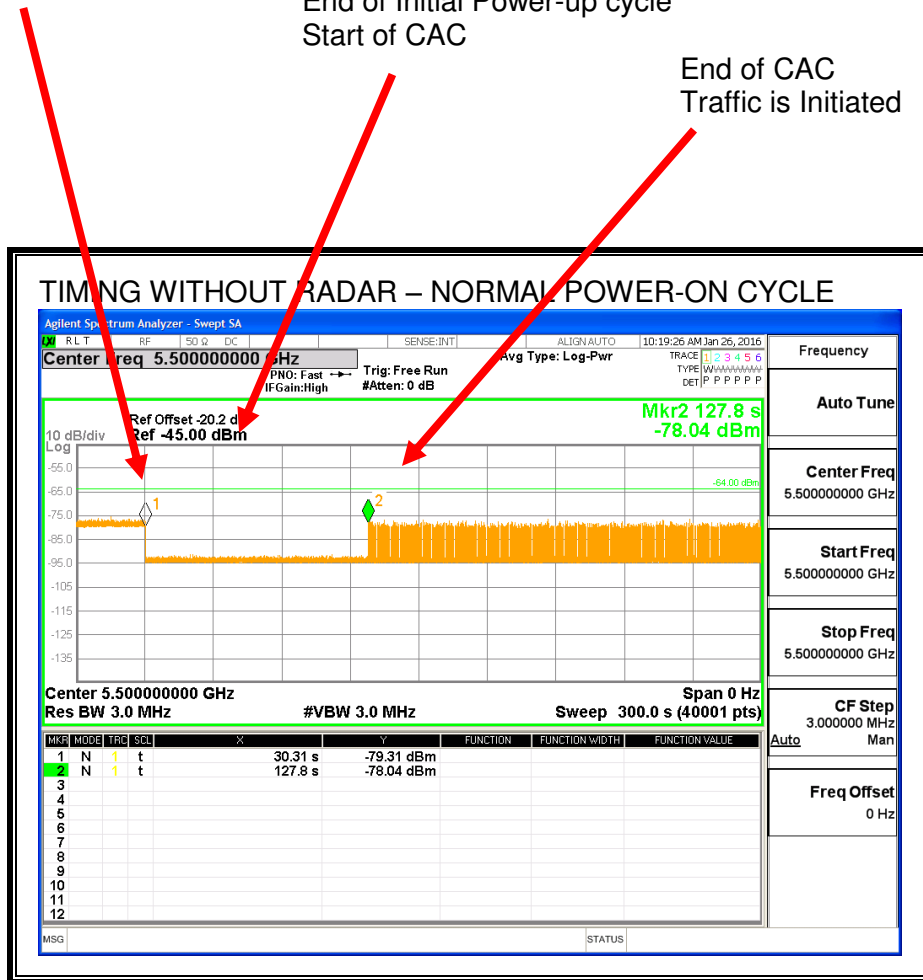 End of Initial Power-up cycle
Start of CAC
End of CAC
Traffic is Initiated
TIMING WITHOUT RADAR – NORMAL POWER-ON CYCLE
Agilent Spectrum Analyzer - Swept SA
LXI RLT RF 50 Ω DC SENSE:INT ALIGN AUTO 10:19:26 AM Jan 26, 2016
Center Freq 5.500000000 GHz
PNO: Fast
IFGain:High
Trig: Free Run
#Atten: 0 dB
Avg Type: Log-Pwr
TRACE 1 2 3 4 5 6
TYPE
DET P P P P P P
Mkr2 127.8 s
-78.04 dBm
Ref Offset -20.2 d
10 dB/div Ref -45.00 dBm
Log
-55.0
-64.00 dBm
-65.0
1
2
-75.0
-85.0
-95.0
-105
-115
-125
-135
Center 5.500000000 GHz Span 0 Hz
Res BW 3.0 MHz #VBW 3.0 MHz Sweep 300.0 s (40001 pts)
MKR MODE TRC SCL X Y FUNCTION FUNCTION WIDTH FUNCTION VALUE
1 N 1 t 30.31 s -79.31 dBm
2 N 1 t 127.8 s -78.04 dBm
3
4
5
6
7
8
9
10
11
12
MSG STATUS
Frequency
Auto Tune
Center Freq
5.500000000 GHz
Start Freq
5.500000000 GHz
Stop Freq
5.500000000 GHz
CF Step
3.000000 MHz
Auto Man
Freq Offset
0 Hz